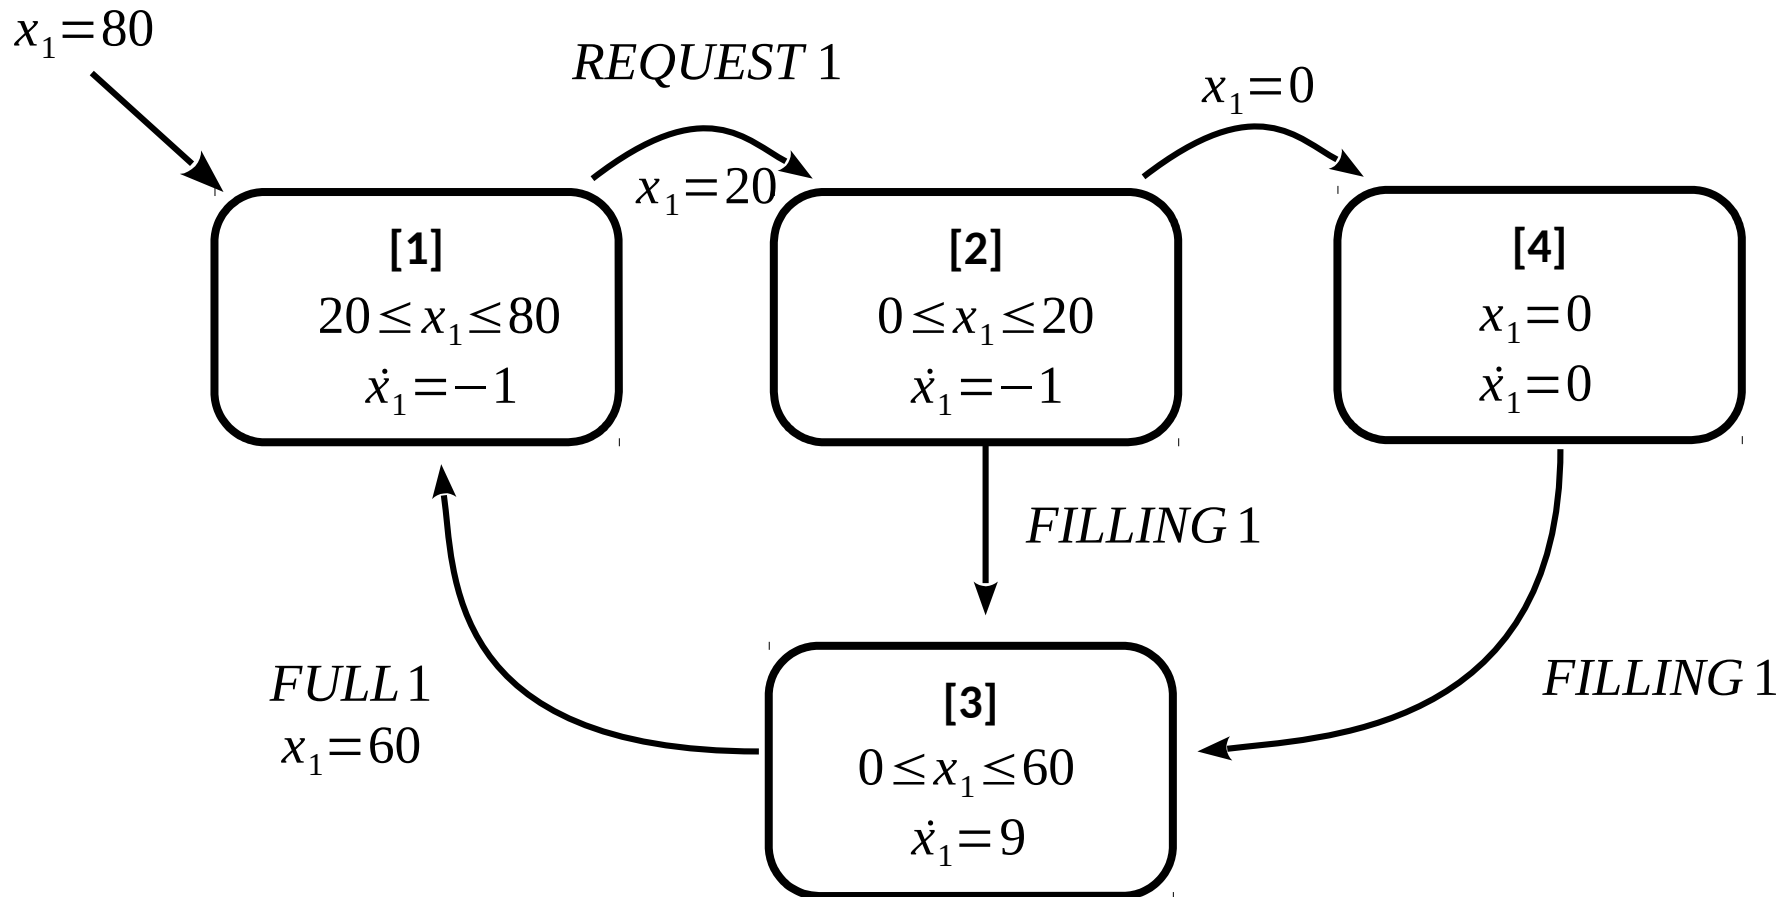 x₁=80
REQUEST 1
x₁=0
x₁=20
[1]
20≤x₁≤80
ẋ₁=−1
[2]
0≤x₁≤20
ẋ₁=−1
[4]
x₁=0
ẋ₁=0
FILLING 1
FULL 1
x₁=60
FILLING 1
[3]
0≤x₁≤60
ẋ₁=9